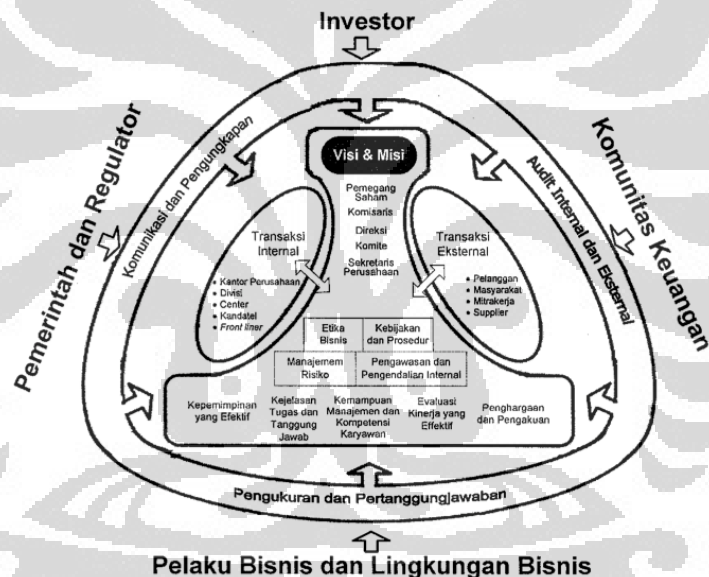 Investor
Pemerintah dan Regulator
Komunitas Keuangan
Komunikasi dan Pengungkapan
Audit Internal dan Eksternal
Visi & Misi
Pemegang
Saham
Komisaris
Direksi
Komite
Sekretaris
Perusahaan
Transaksi
Internal
• Kantor Perusahaan
• Divisi
• Center
• Kandatel
• Front liner
Transaksi
Eksternal
• Pelanggan
• Masyarakat
• Mitrakerja
• Supplier
Etika
Bisnis
Kebijakan
dan Prosedur
Manajemem
Risiko
Pengawasan dan
Pengendalian Internal
Kepemimpinan
yang Efektif
Kejelasan
Tugas dan
Tanggung
Jawab
Kemampuan
Manajemen dan
Kompetensi
Karyawan
Evaluasi
Kinerja yang
Effektif
Penghargaan
dan Pengakuan
Pengukuran dan Pertanggungjawaban
Pelaku Bisnis dan Lingkungan Bisnis